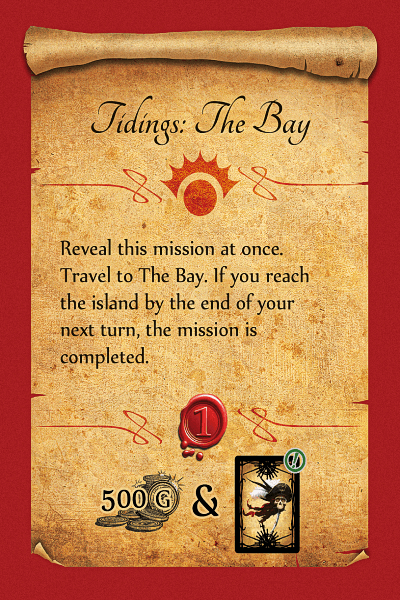 Tidings: The Bay
Reveal this mission at once.
Travel to The Bay. If you reach
the island by the end of your
next turn, the mission is
completed.
1
500 G &